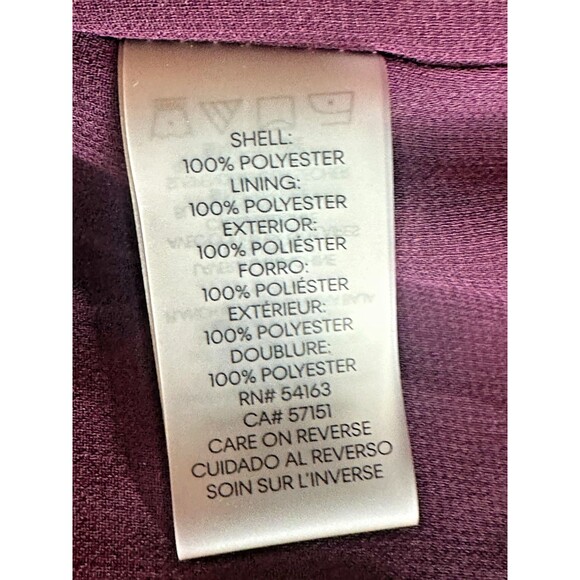 SHELL:
100% POLYESTER
LINING:
100% POLYESTER
EXTERIOR:
100% POLIÉSTER
FORRO:
100% POLIÉSTER
EXTÉRIEUR:
100% POLYESTER
DOUBLURE:
100% POLYESTER
RN# 54163
CA# 57151
CARE ON REVERSE
CUIDADO AL REVERSO
SOIN SUR L'INVERSE